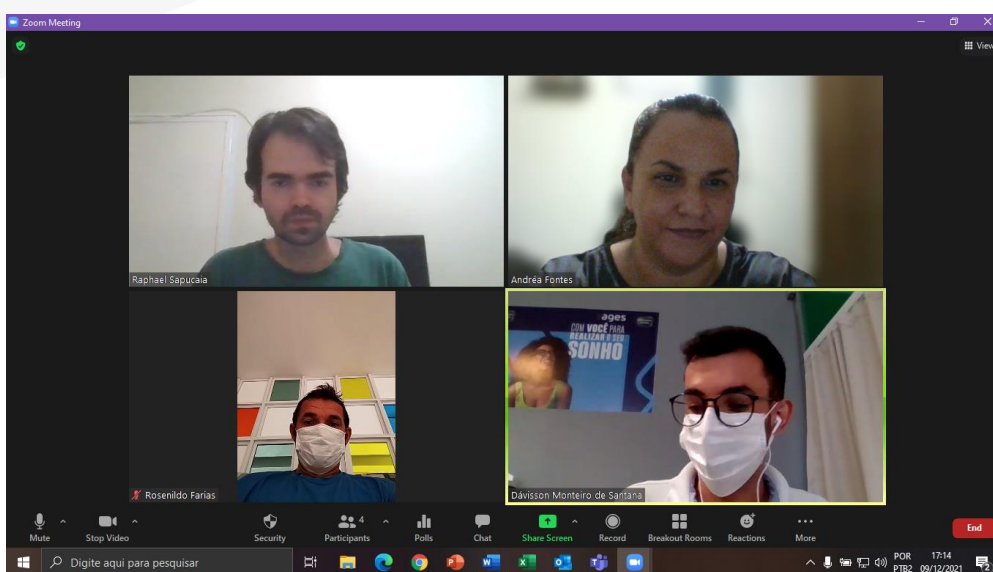 Zoom Meeting
View
Raphael Sapucaia
Andréa Fontes
ages
COM VOCÊ PARA
REALIZAR O SEU
SONHO
Rosenildo Farias
Dávisson Monteiro de Santana
Mute
Stop Video
Security
4
Participants
Polls
Chat
Share Screen
Record
Breakout Rooms
Reactions
More
End
Digite aqui para pesquisar
POR
PTB2
17:14
09/12/2021
2